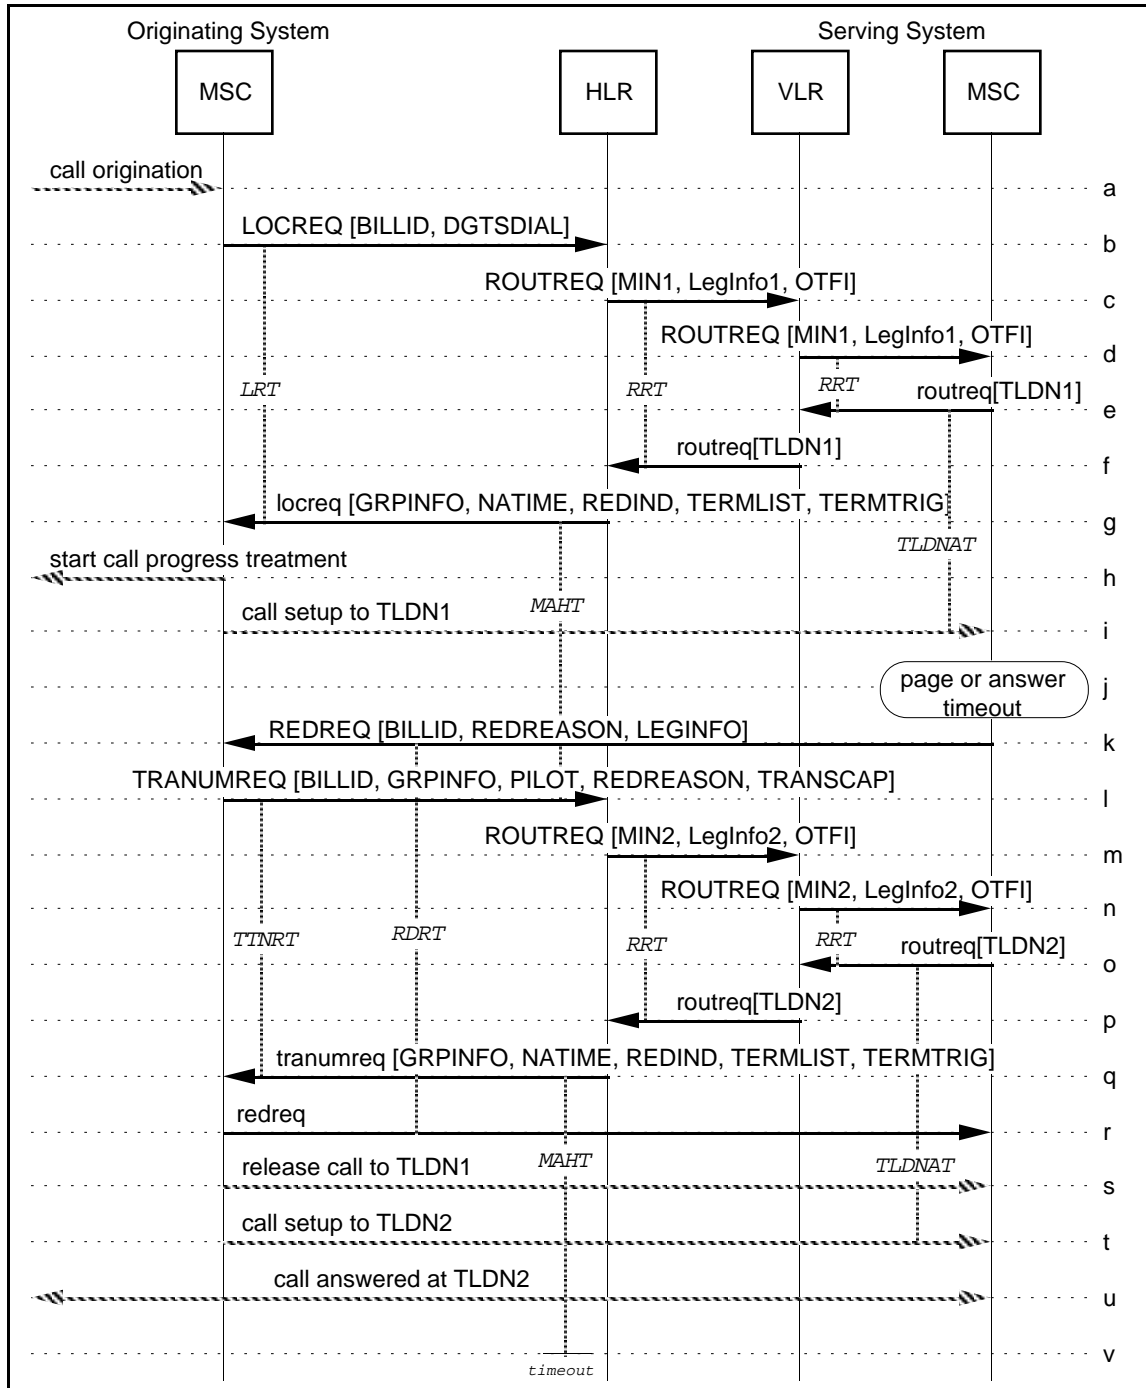 Originating System Serving System
MSC HLR VLR MSC
call origination
a
LOCREQ [BILLID, DGTSDIAL]
b
ROUTREQ [MIN1, LegInfo1, OTFI]
c
ROUTREQ [MIN1, LegInfo1, OTFI]
d
LRT RRT RRT
routreq[TLDN1]
e
routreq[TLDN1]
f
locreq [GRPINFO, NATIME, REDIND, TERMLIST, TERMTRIG]
g
TLDNAT
start call progress treatment
h
MAHT
call setup to TLDN1
i
page or answer
timeout
j
REDREQ [BILLID, REDREASON, LEGINFO]
k
TRANUMREQ [BILLID, GRPINFO, PILOT, REDREASON, TRANSCAP]
l
ROUTREQ [MIN2, LegInfo2, OTFI]
m
ROUTREQ [MIN2, LegInfo2, OTFI]
n
TTNRT RDRT RRT RRT
routreq[TLDN2]
o
routreq[TLDN2]
p
tranumreq [GRPINFO, NATIME, REDIND, TERMLIST, TERMTRIG]
q
redreq
r
MAHT TLDNAT
release call to TLDN1
s
call setup to TLDN2
t
call answered at TLDN2
u
v
timeout